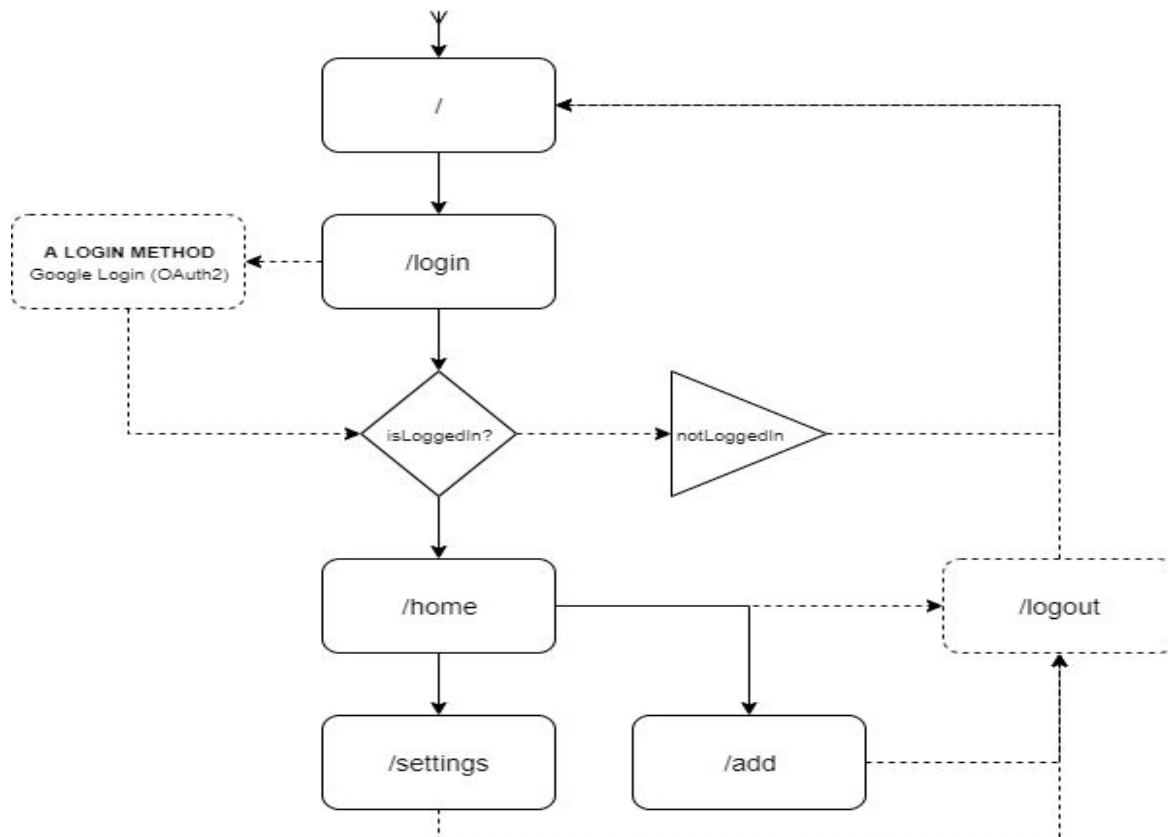 /
A LOGIN METHOD
Google Login (OAuth2)
/login
isLoggedIn?
notLoggedIn
/home
/logout
/settings
/add